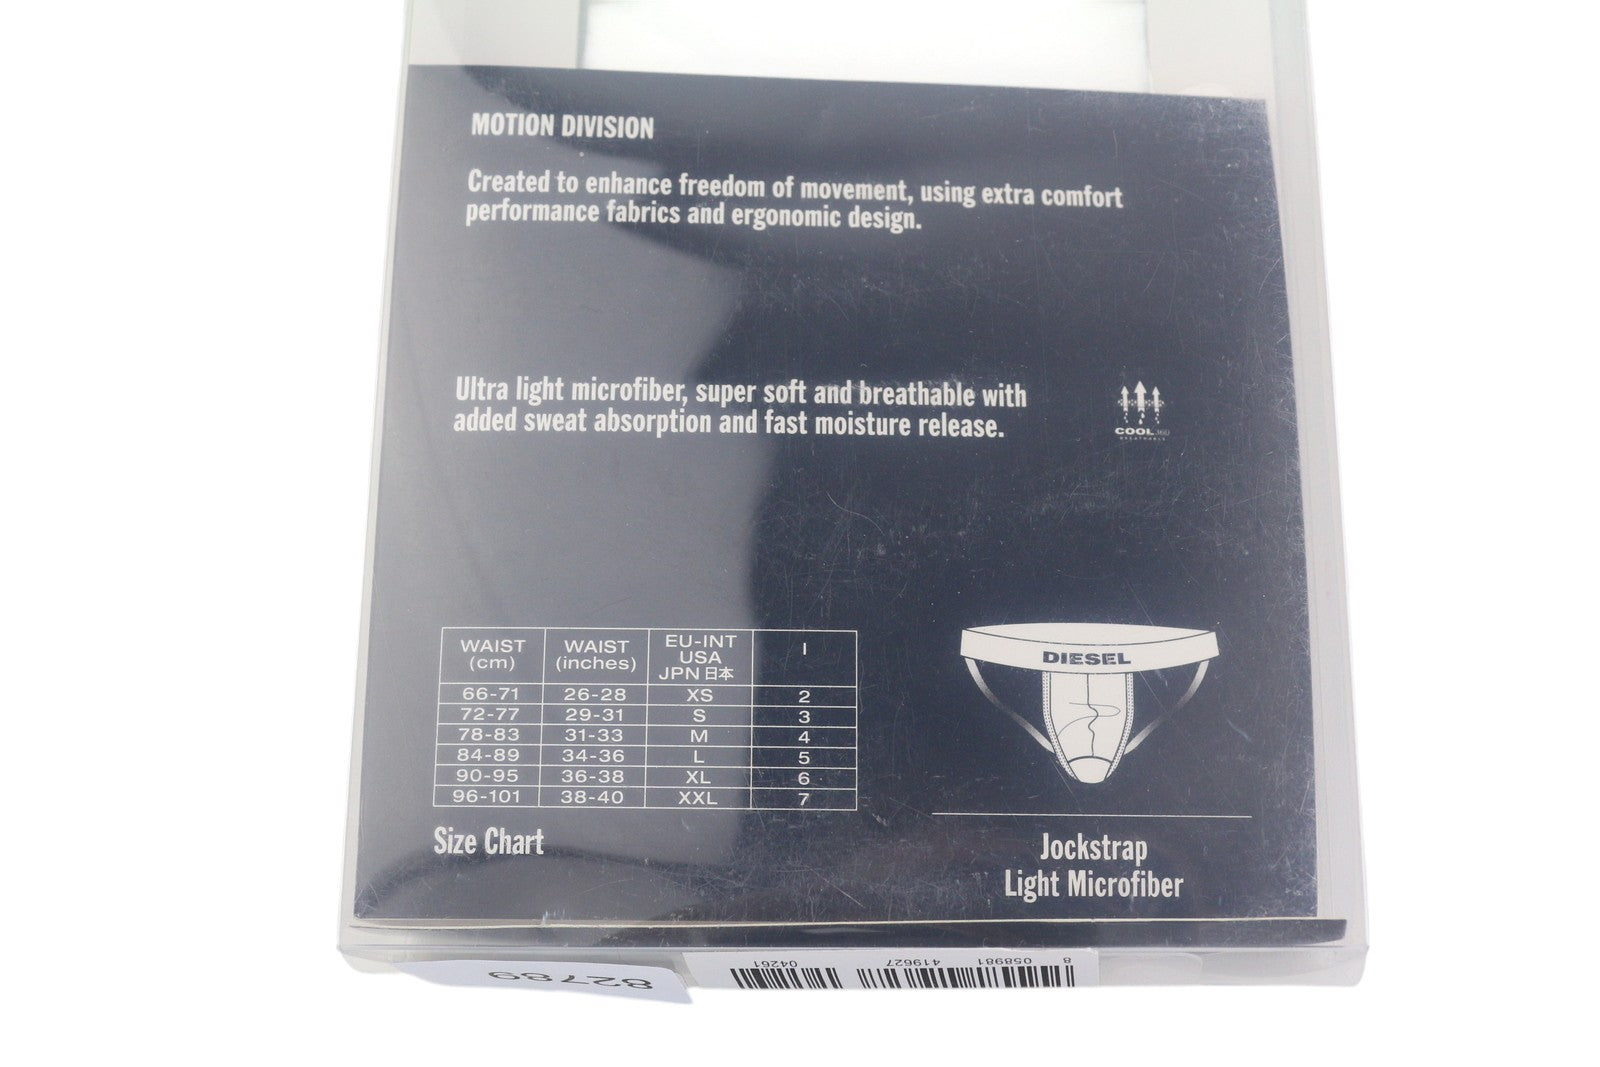 MOTION DIVISION
Created to enhance freedom of movement, using extra comfort
performance fabrics and ergonomic design.
Ultra light microfiber, super soft and breathable with
added sweat absorption and fast moisture release.
COOL 360
BREATHABLE
WAIST (cm) WAIST (inches) EU-INT USA JPN 日本 I
66-71 26-28 XS 2
72-77 29-31 S 3
78-83 31-33 M 4
84-89 34-36 L 5
90-95 36-38 XL 6
96-101 38-40 XXL 7
Size Chart
DIESEL
Jockstrap
Light Microfiber
8 058981 419627 04261
82789